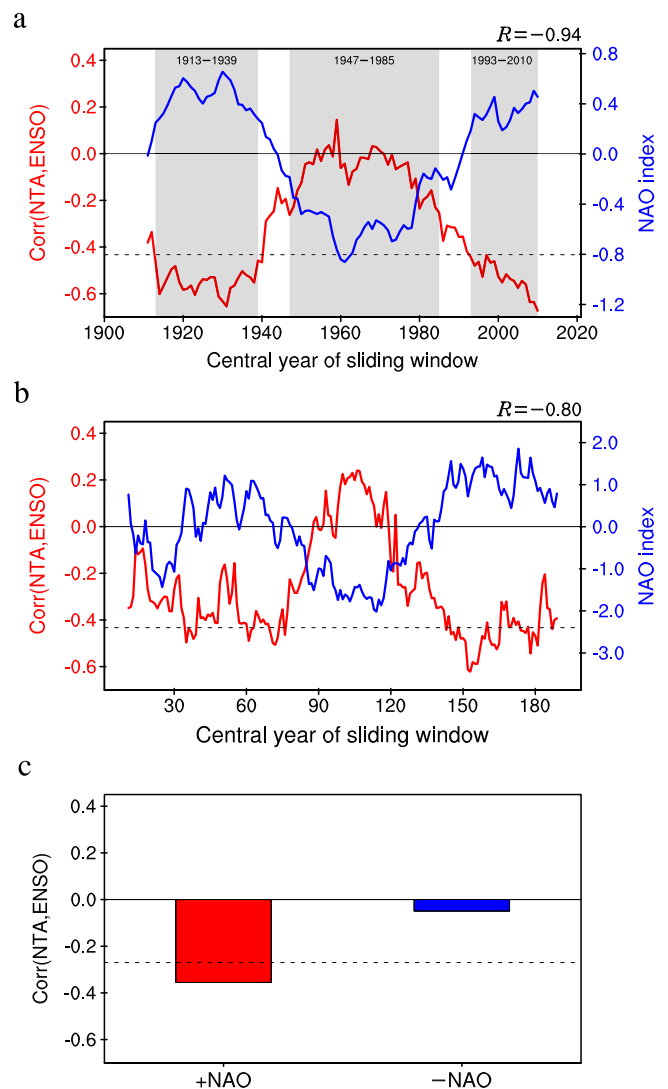 a
R=−0.94
1913−1939 1947−1985 1993−2010
0.4 0.2 0.0 -0.2 -0.4 -0.6
Corr(NTA,ENSO)
0.8 0.4 0.0 -0.4 -0.8 -1.2
NAO index
1900 1920 1940 1960 1980 2000 2020
Central year of sliding window
b
R=−0.80
0.4 0.2 0.0 -0.2 -0.4 -0.6
Corr(NTA,ENSO)
2.0 1.0 0.0 -1.0 -2.0 -3.0
NAO index
30 60 90 120 150 180
Central year of sliding window
c
0.4 0.2 0.0 -0.2 -0.4 -0.6
Corr(NTA,ENSO)
+NAO −NAO